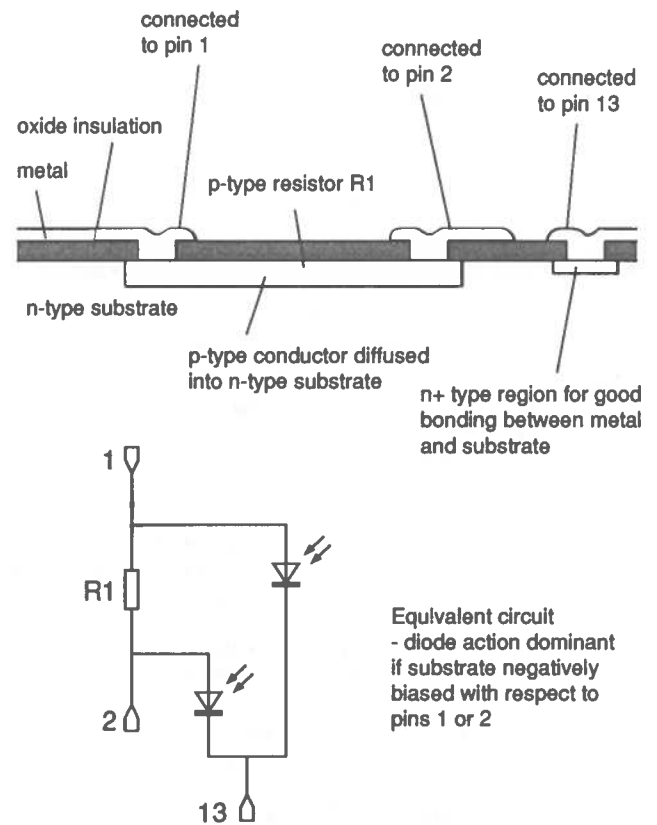 connected
to pin 1
connected
to pin 2
connected
to pin 13
oxide insulation
metal
p-type resistor R1
n-type substrate
p-type conductor diffused
into n-type substrate
n+ type region for good
bonding between metal
and substrate
1
R1
2
13
Equivalent circuit
- diode action dominant
if substrate negatively
biased with respect to
pins 1 or 2